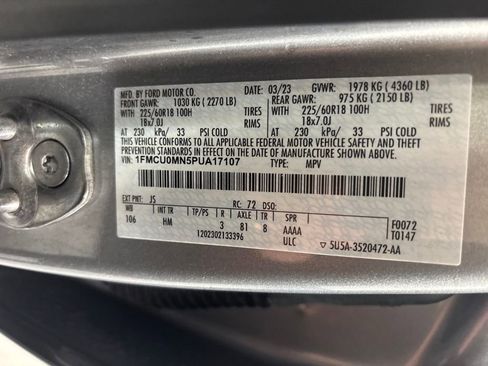 MFD. BY FORD MOTOR CO. 03/23 GVWR: 1978 KG ( 4360 LB)
FRONT GAWR: 1030 KG ( 2270 LB) REAR GAWR: 975 KG ( 2150 LB)
225/60R18 100H TIRES 225/60R18 100H TIRES
18x7.0J RIMS 18x7.0J RIMS
AT 230 kPa/ 33 PSI COLD AT 230 kPa/ 33 PSI COLD
THIS VEHICLE CONFORMS TO ALL APPLICABLE FEDERAL MOTOR VEHICLE SAFETY AND THEFT
PREVENTION STANDARDS IN EFFECT ON THE DATE OF MANUFACTURE SHOWN ABOVE.
VIN: 1FMCU0MN5PUA17107 TYPE: MPV
EXT PNT: JS RC: 72 DSO:
WB INT TR TP/PS R AXLE TR SPR F0072
106 HM 3 81 8 AAAA T0147
1202302133396 ULC 5U5A-3520472-AA